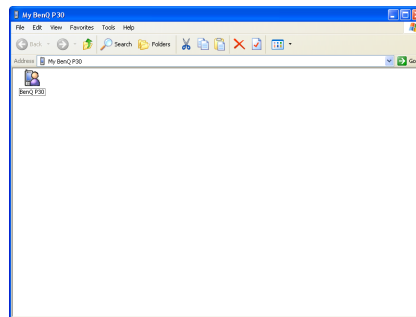 My BenQ P30
File Edit View Favorites Tools Help
Back Search Folders
Address My BenQ P30 Go
BenQ P30